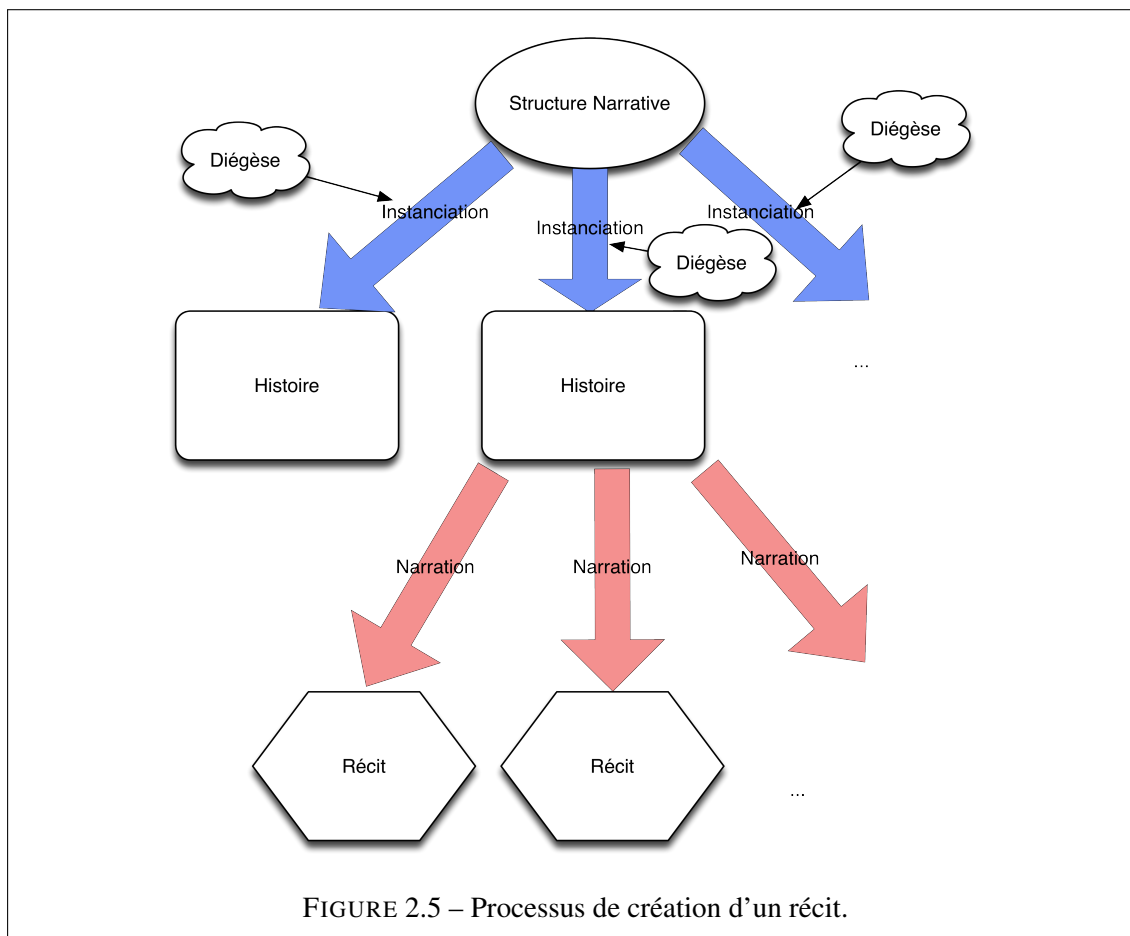 Structure Narrative
Diégèse
Diégèse
Instanciation
Instanciation
Instanciation
Diégèse
Histoire
Histoire
...
Narration
Narration
Narration
Récit
Récit
...
FIGURE 2.5 – Processus de création d'un récit.